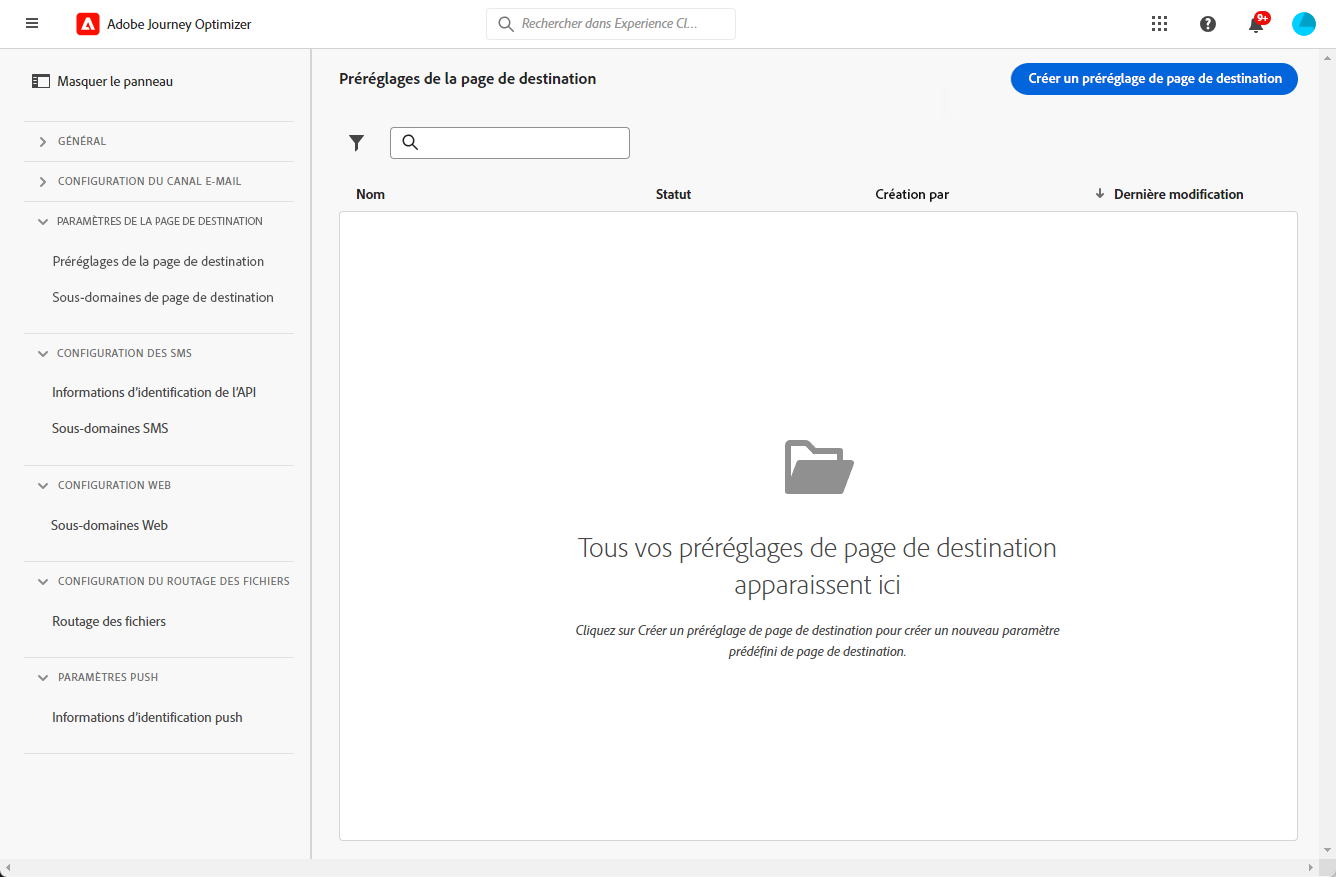 Adobe Journey Optimizer
Rechercher dans Experience Cl...
9+
Masquer le panneau
GÉNÉRAL
CONFIGURATION DU CANAL E-MAIL
PARAMÈTRES DE LA PAGE DE DESTINATION
Préréglages de la page de destination
Sous-domaines de page de destination
CONFIGURATION DES SMS
Informations d’identification de l’API
Sous-domaines SMS
CONFIGURATION WEB
Sous-domaines Web
CONFIGURATION DU ROUTAGE DES FICHIERS
Routage des fichiers
PARAMÈTRES PUSH
Informations d’identification push
Préréglages de la page de destination
Créer un préréglage de page de destination
Nom Statut Création par Dernière modification
Tous vos préréglages de page de destination
apparaissent ici
Cliquez sur Créer un préréglage de page de destination pour créer un nouveau paramètre
prédéfini de page de destination.